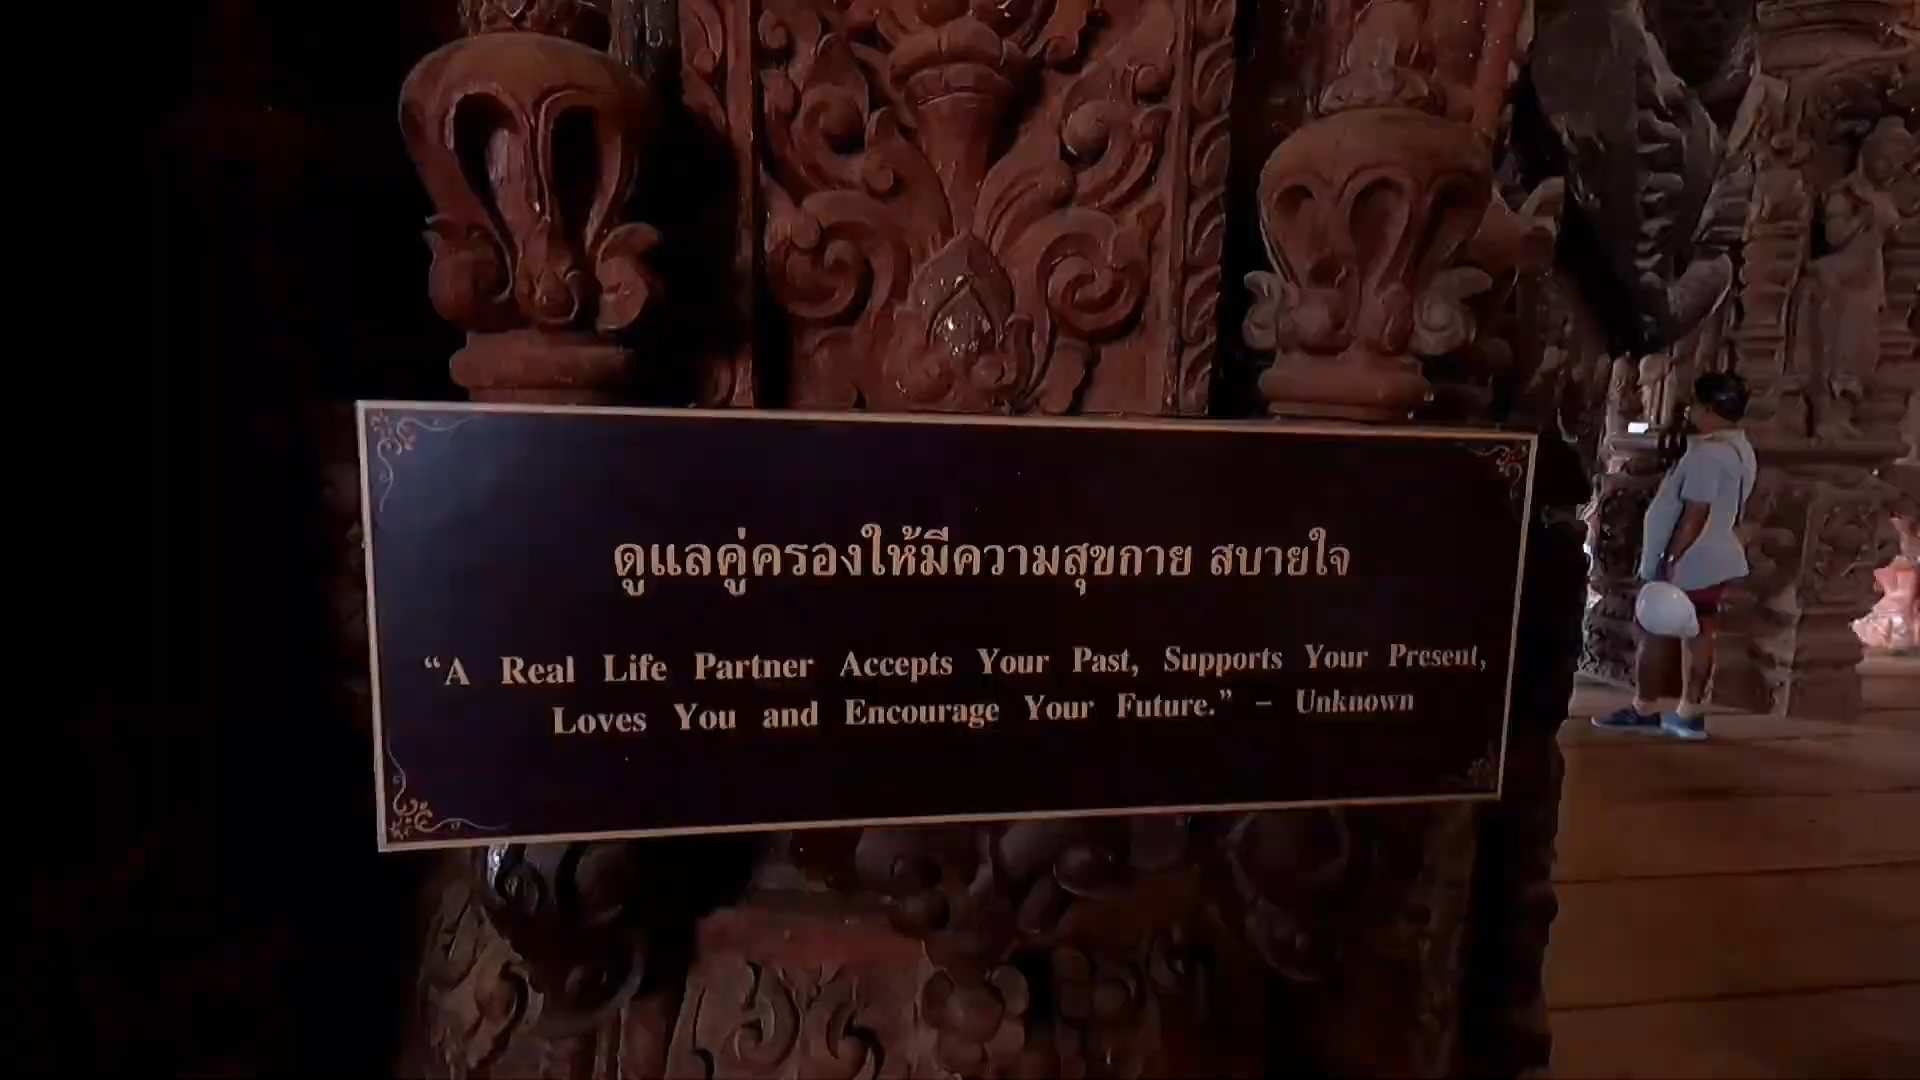 ดูแลคู่ครองให้มีความสุขกาย สบายใจ
“A Real Life Partner Accepts Your Past, Supports Your Present,
Loves You and Encourage Your Future.” – Unknown